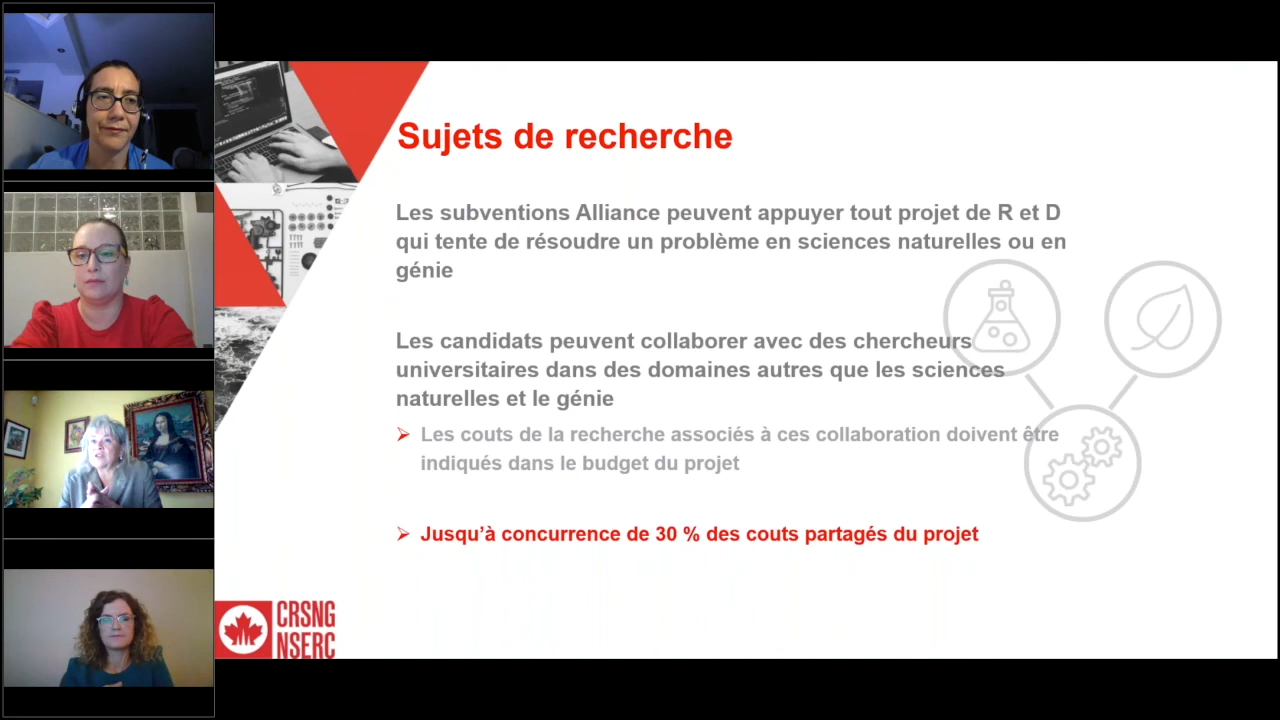 Sujets de recherche
Les subventions Alliance peuvent appuyer tout projet de R et D
qui tente de résoudre un problème en sciences naturelles ou en
génie
Les candidats peuvent collaborer avec des chercheurs
universitaires dans des domaines autres que les sciences
naturelles et le génie
Les couts de la recherche associés à ces collaboration doivent être
indiqués dans le budget du projet
Jusqu'à concurrence de 30 % des couts partagés du projet
CRSNG
NSERC